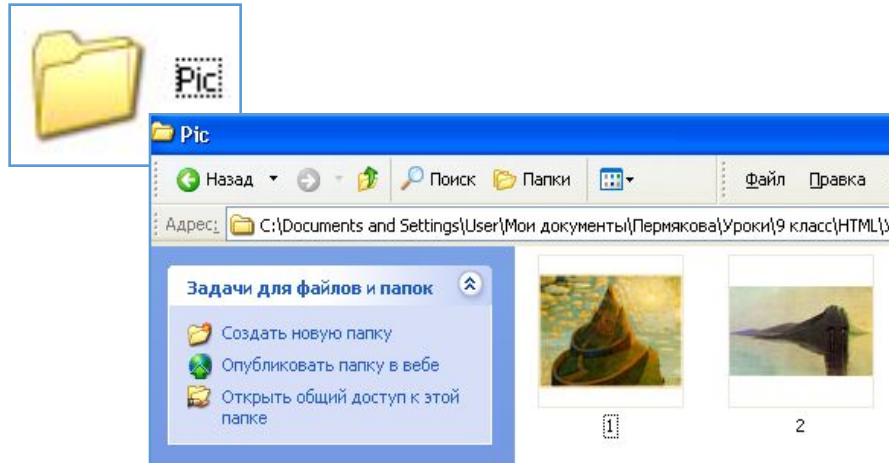 Pic
Pic
Назад Поиск Папки Файл Правка
Адрес: C:\Documents and Settings\User\Мои документы\Пермякова\Уроки\9 класс\HTML\
Задачи для файлов и папок
Создать новую папку
Опубликовать папку в вебе
Открыть общий доступ к этой
папке
1 2